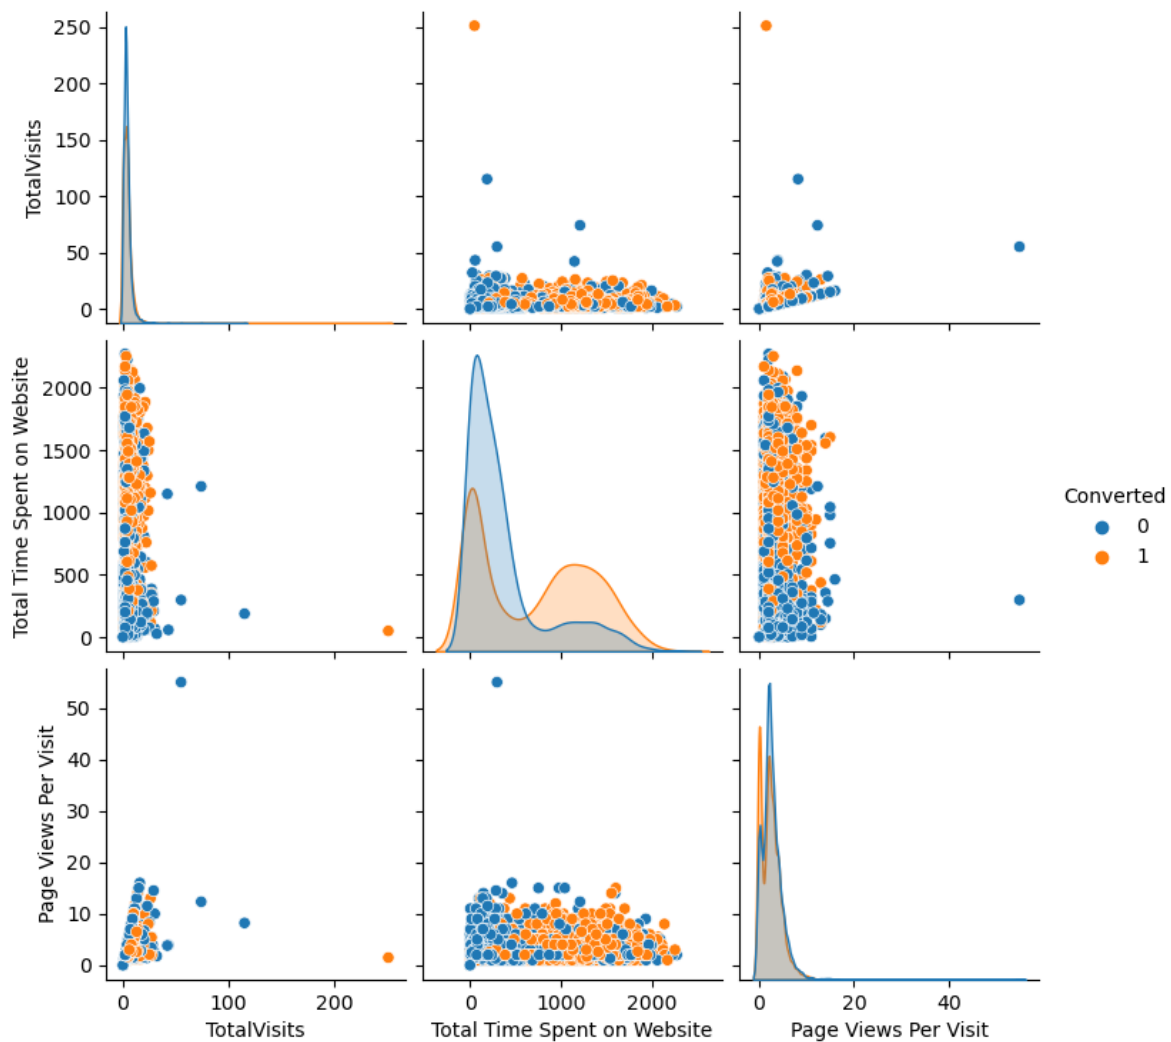 250
200
150
100
50
0
TotalVisits
2000
1500
1000
500
0
Total Time Spent on Website
Converted
0
1
50
40
30
20
10
0
Page Views Per Visit
0 100 200
0 1000 2000
0 20 40
TotalVisits
Total Time Spent on Website
Page Views Per Visit